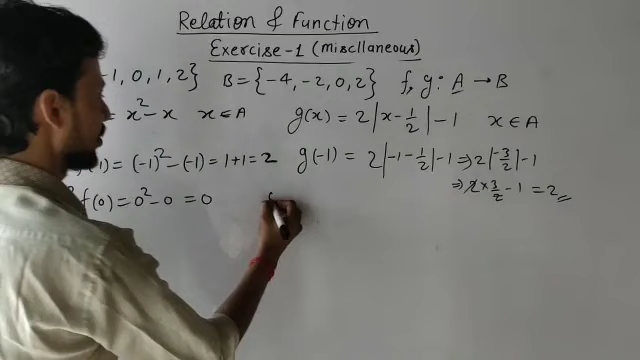 Relation & Function
Exercise-1 (miscllaneous)
-1, 0, 1, 2} B = {-4, -2, 0, 2} f, g : A → B
= x² - x x ∈ A g(x) = 2|x - 1/2| - 1 x ∈ A
1) = (-1)² - (-1) = 1+1 = 2 g(-1) = 2|-1 - 1/2| - 1 ⇒ 2|-3/2| - 1
⇒ 2 × 3/2 - 1 = 2
f(0) = 0² - 0 = 0